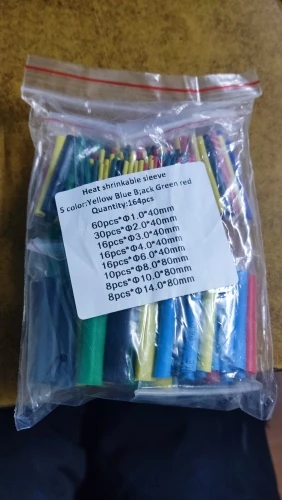 Heat shrinkable sleeve
5 color:Yellow Blue B;ack Green red
Quantity:164pcs
60pcs*Φ1.0*40mm
30pcs*Φ2.0*40mm
16pcs*Φ3.0*40mm
16pcs*Φ4.0*40mm
16pcs*Φ6.0*40mm
10pcs*Φ8.0*80mm
8pcs*Φ10.0*80mm
8pcs*Φ14.0*80mm